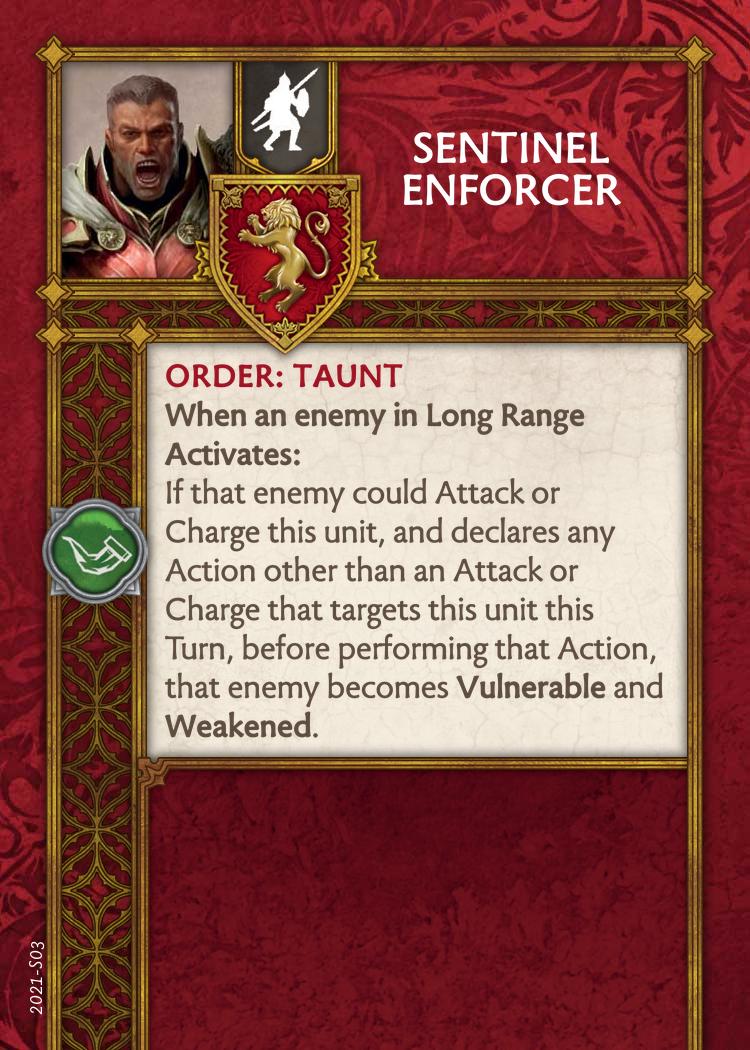 SENTINEL
ENFORCER
ORDER: TAUNT
When an enemy in Long Range
Activates:
If that enemy could Attack or
Charge this unit, and declares any
Action other than an Attack or
Charge that targets this unit this
Turn, before performing that Action,
that enemy becomes Vulnerable and
Weakened.
2021-S03